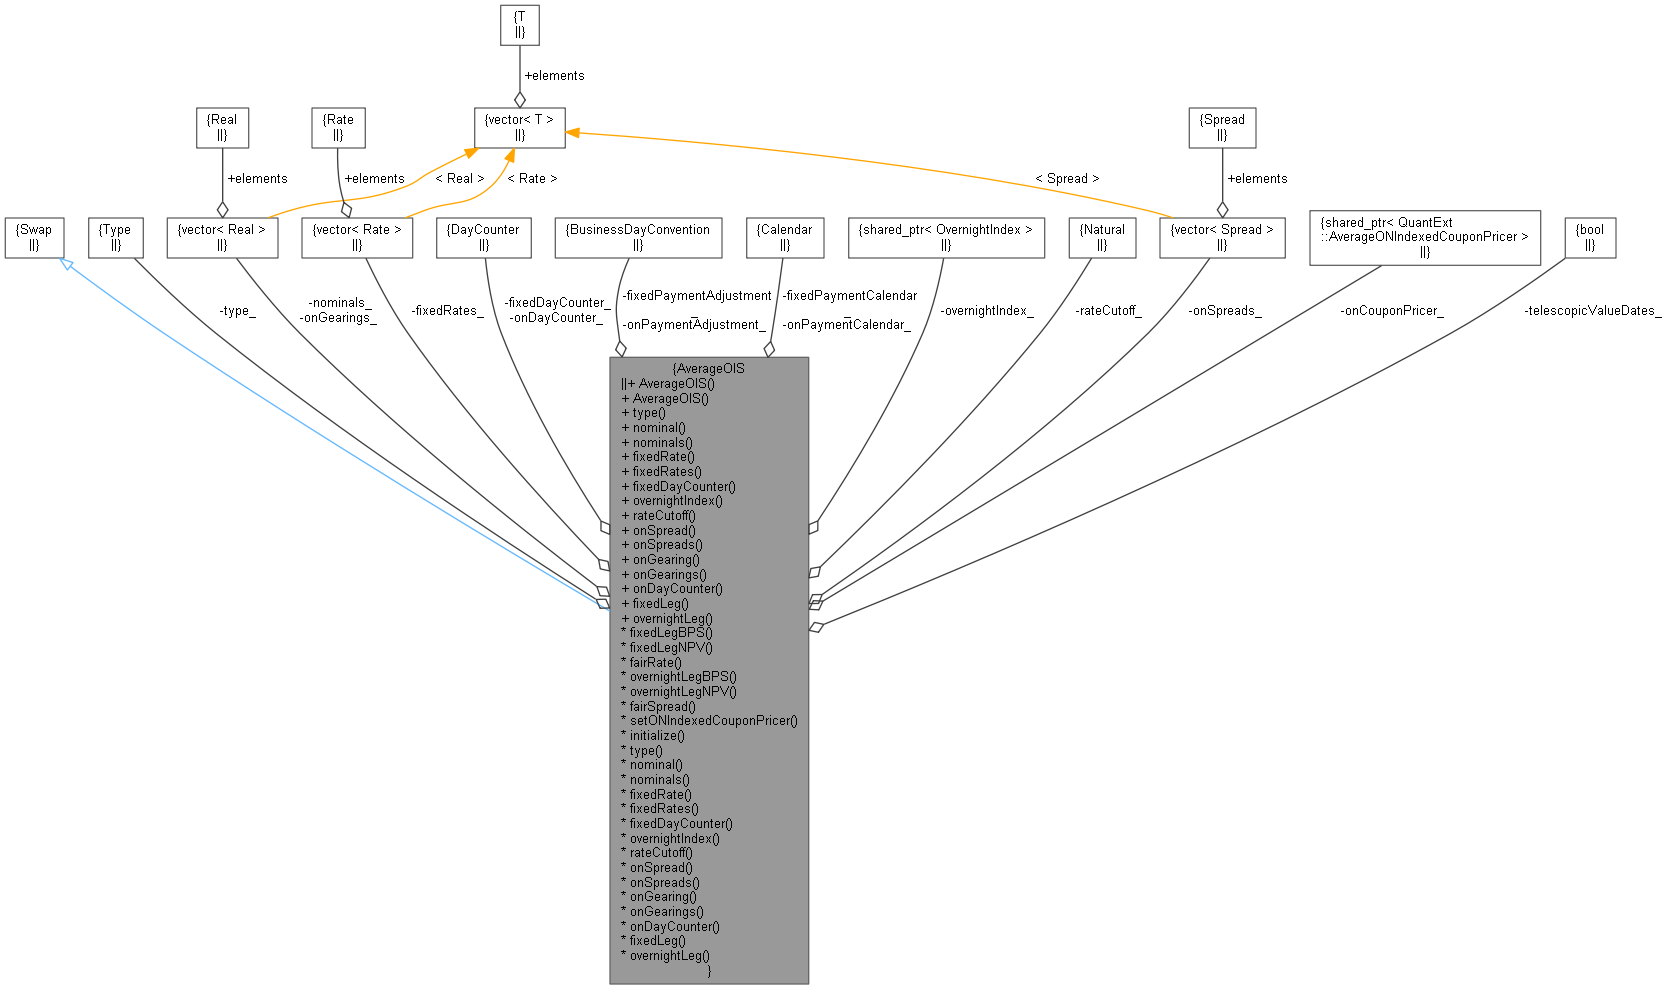 {T
||}
+elements
{Real
||}
{Rate
||}
{vector< T >
||}
{Spread
||}
+elements
+elements
< Real >
< Rate >
< Spread >
+elements
{Swap
||}
{Type
||}
{vector< Real >
||}
{vector< Rate >
||}
{DayCounter
||}
{BusinessDayConvention
||}
{Calendar
||}
{shared_ptr< OvernightIndex >
||}
{Natural
||}
{vector< Spread >
||}
{shared_ptr< QuantExt
::AverageONIndexedCouponPricer >
||}
{bool
||}
-type_
-nominals_
-onGearings_
-fixedRates_
-fixedDayCounter_
-onDayCounter_
-fixedPaymentAdjustment
_
-onPaymentAdjustment_
-fixedPaymentCalendar
_
-onPaymentCalendar_
-overnightIndex_
-rateCutoff_
-onSpreads_
-onCouponPricer_
-telescopicValueDates_
{AverageOIS
||+ AverageOIS()
+ AverageOIS()
+ type()
+ nominal()
+ nominals()
+ fixedRate()
+ fixedRates()
+ fixedDayCounter()
+ overnightIndex()
+ rateCutoff()
+ onSpread()
+ onSpreads()
+ onGearing()
+ onGearings()
+ onDayCounter()
+ fixedLeg()
+ overnightLeg()
* fixedLegBPS()
* fixedLegNPV()
* fairRate()
* overnightLegBPS()
* overnightLegNPV()
* fairSpread()
* setONIndexedCouponPricer()
* initialize()
* type()
* nominal()
* nominals()
* fixedRate()
* fixedRates()
* fixedDayCounter()
* overnightIndex()
* rateCutoff()
* onSpread()
* onSpreads()
* onGearing()
* onGearings()
* onDayCounter()
* fixedLeg()
* overnightLeg()
}